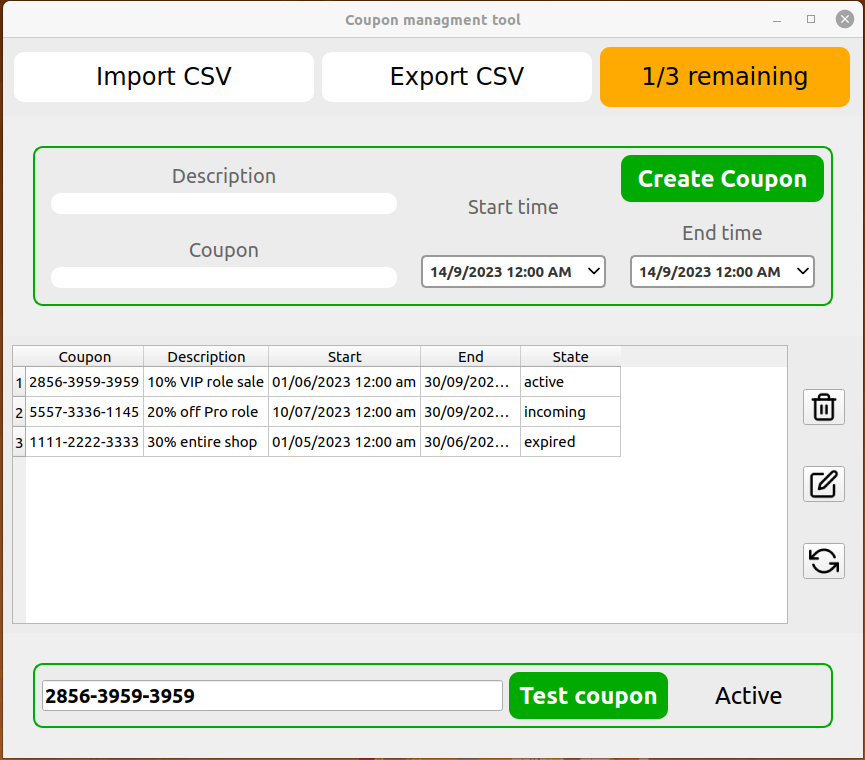 Coupon managment tool
Import CSV
Export CSV
1/3 remaining
Description
Create Coupon
Start time
End time
Coupon
14/9/2023 12:00 AM
14/9/2023 12:00 AM
Coupon Description Start End State
1 2856-3959-3959 10% VIP role sale 01/06/2023 12:00 am 30/09/202... active
2 5557-3336-1145 20% off Pro role 10/07/2023 12:00 am 30/09/202... incoming
3 1111-2222-3333 30% entire shop 01/05/2023 12:00 am 30/06/202... expired
2856-3959-3959
Test coupon
Active